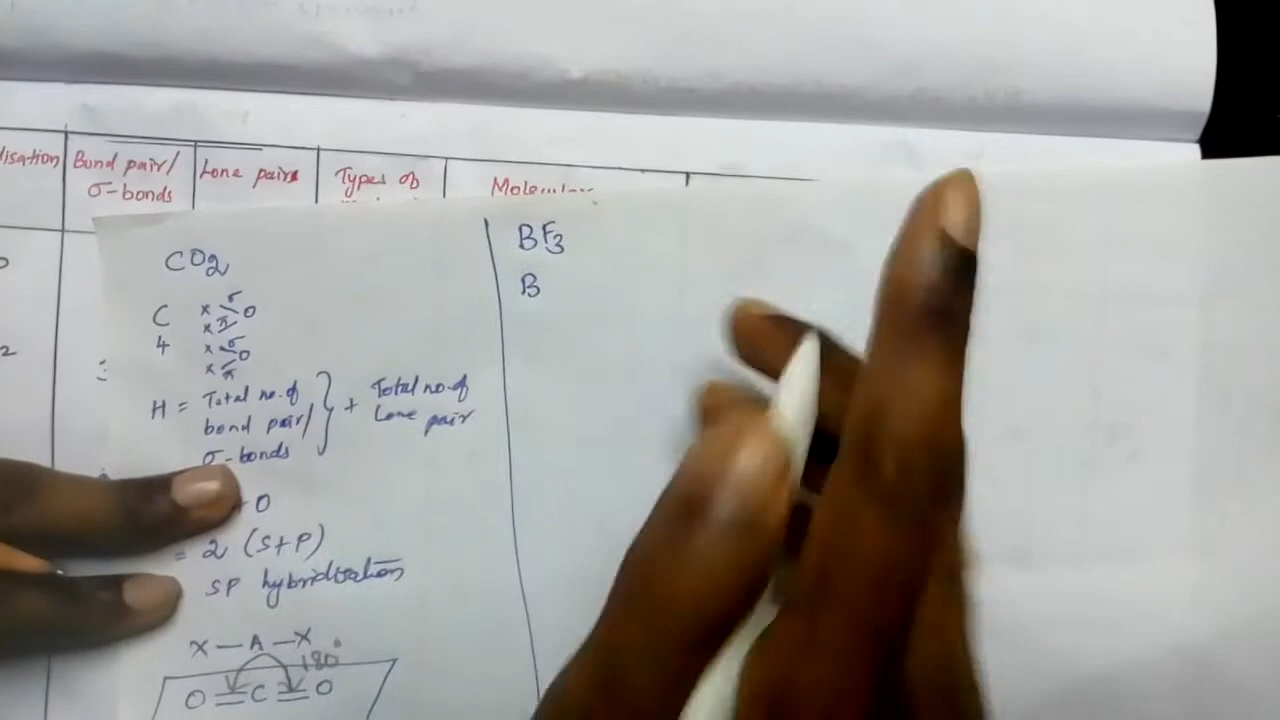 Bond pair/ Lone pairs Types of
σ-bonds
CO2
C x σ O
x π
4 x σ O
x π
H = Total no. of bond pair/ σ-bonds } + Total no. of Lone pair
+ O
= 2 (S+P)
SP hybridization
X — A — X
180°
O = C = O
BF3
B